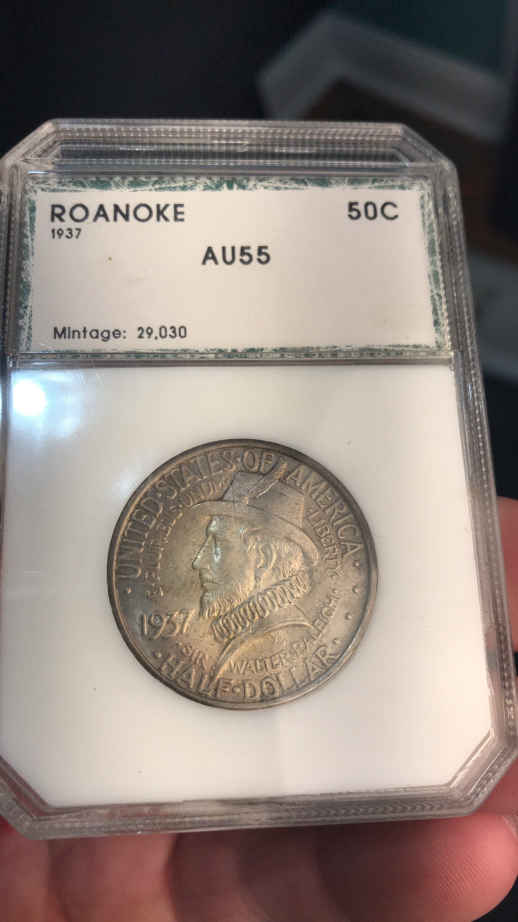 ROANOKE 50C
1937
AU55
Mintage: 29,030
UNITED·STATES·OF·AMERICA
LIBERTY
1937
·SIR·
WALTER·RALEIGH·
·HALF·DOLLAR·